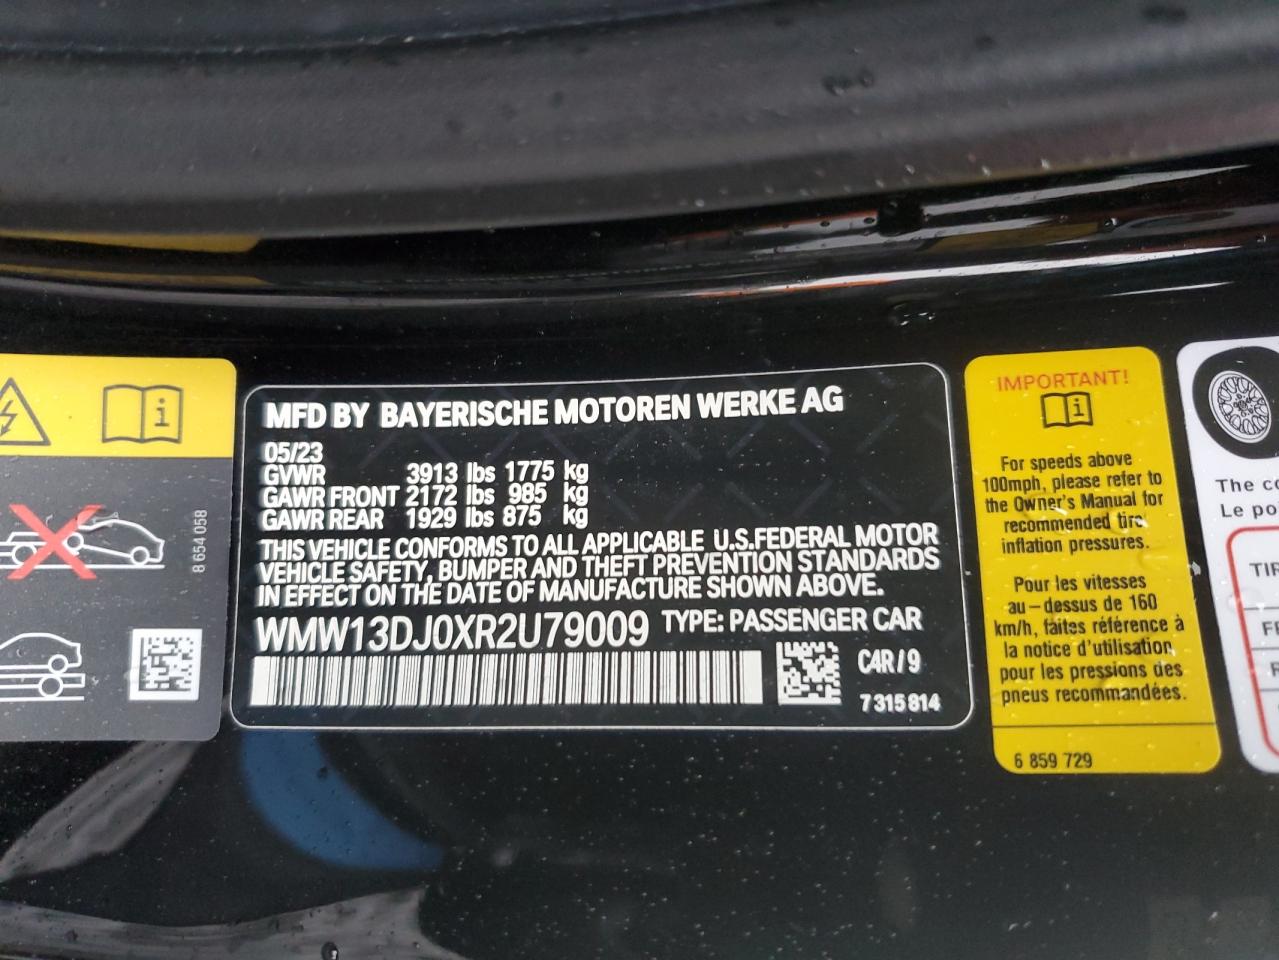 8 654 058
MFD BY BAYERISCHE MOTOREN WERKE AG
05/23
GVWR 3913 lbs 1775 kg
GAWR FRONT 2172 lbs 985 kg
GAWR REAR 1929 lbs 875 kg
THIS VEHICLE CONFORMS TO ALL APPLICABLE U.S.FEDERAL MOTOR
VEHICLE SAFETY, BUMPER AND THEFT PREVENTION STANDARDS
IN EFFECT ON THE DATE OF MANUFACTURE SHOWN ABOVE.
WMW13DJ0XR2U79009 TYPE: PASSENGER CAR
C4R/9
7 315 814
IMPORTANT!
For speeds above
100mph, please refer to
the Owner's Manual for
recommended tire
inflation pressures.
Pour les vitesses
au-dessus de 160
km/h, faites référence à
la notice d'utilisation
pour les pressions des
pneus recommandées.
6 859 729
The co
Le po
TIR